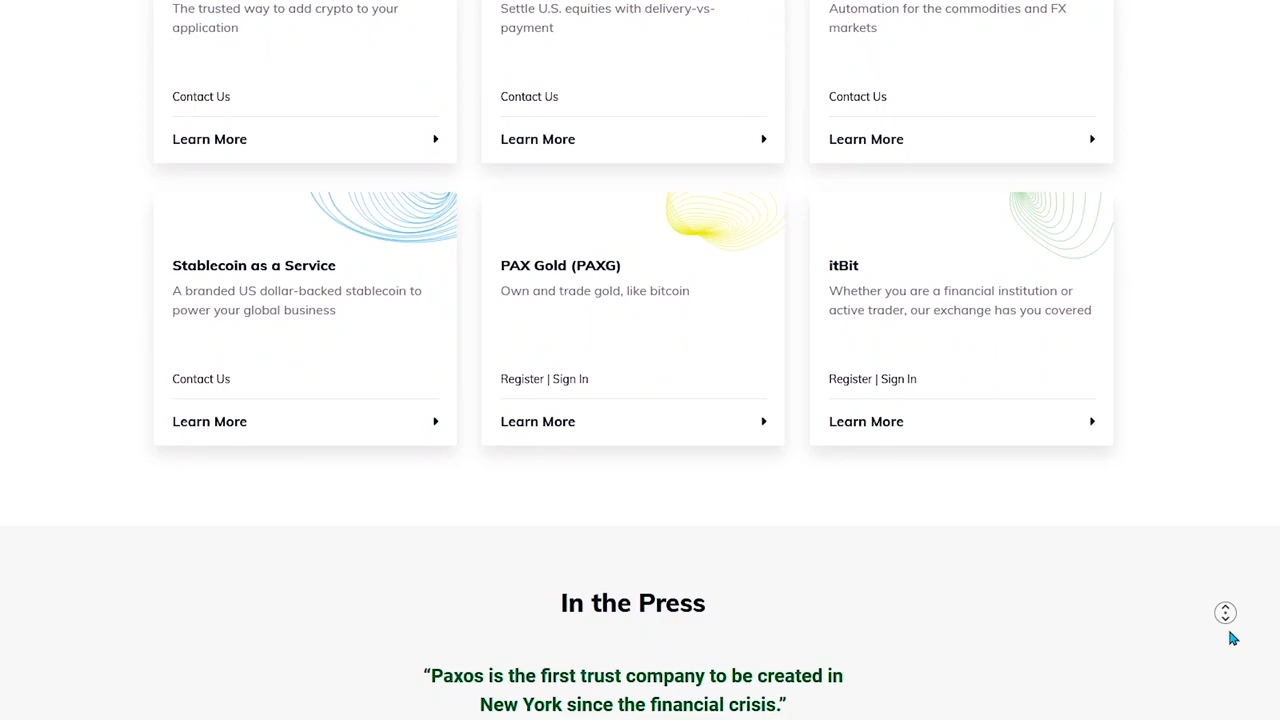 The trusted way to add crypto to your
application
Settle U.S. equities with delivery-vs-
payment
Automation for the commodities and FX
markets
Contact Us
Contact Us
Contact Us
Learn More
Learn More
Learn More
Stablecoin as a Service
A branded US dollar-backed stablecoin to
power your global business
PAX Gold (PAXG)
Own and trade gold, like bitcoin
itBit
Whether you are a financial institution or
active trader, our exchange has you covered
Contact Us
Register | Sign In
Register | Sign In
Learn More
Learn More
Learn More
In the Press
“Paxos is the first trust company to be created in
New York since the financial crisis.”